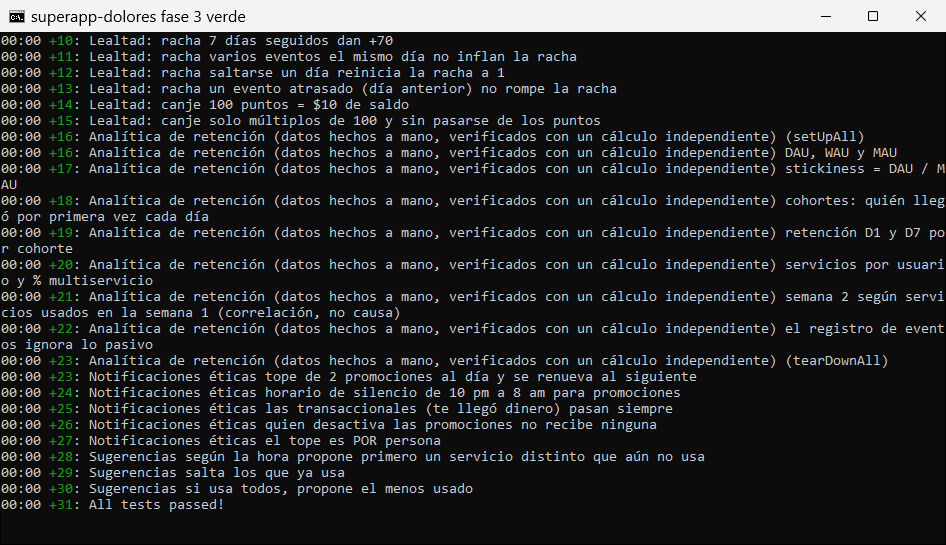 superapp-dolores fase 3 verde
00:00 +10: Lealtad: racha 7 días seguidos dan +70
00:00 +11: Lealtad: racha varios eventos el mismo día no inflan la racha
00:00 +12: Lealtad: racha saltarse un día reinicia la racha a 1
00:00 +13: Lealtad: racha un evento atrasado (día anterior) no rompe la racha
00:00 +14: Lealtad: canje 100 puntos = $10 de saldo
00:00 +15: Lealtad: canje solo múltiplos de 100 y sin pasarse de los puntos
00:00 +16: Analítica de retención (datos hechos a mano, verificados con un cálculo independiente) (setUpAll)
00:00 +16: Analítica de retención (datos hechos a mano, verificados con un cálculo independiente) DAU, WAU y MAU
00:00 +17: Analítica de retención (datos hechos a mano, verificados con un cálculo independiente) stickiness = DAU / M
AU
00:00 +18: Analítica de retención (datos hechos a mano, verificados con un cálculo independiente) cohortes: quién lleg
ó por primera vez cada día
00:00 +19: Analítica de retención (datos hechos a mano, verificados con un cálculo independiente) retención D1 y D7 po
r cohorte
00:00 +20: Analítica de retención (datos hechos a mano, verificados con un cálculo independiente) servicios por usuari
o y % multiservicio
00:00 +21: Analítica de retención (datos hechos a mano, verificados con un cálculo independiente) semana 2 según servi
cios usados en la semana 1 (correlación, no causa)
00:00 +22: Analítica de retención (datos hechos a mano, verificados con un cálculo independiente) el registro de event
os ignora lo pasivo
00:00 +23: Analítica de retención (datos hechos a mano, verificados con un cálculo independiente) (tearDownAll)
00:00 +23: Notificaciones éticas tope de 2 promociones al día y se renueva al siguiente
00:00 +24: Notificaciones éticas horario de silencio de 10 pm a 8 am para promociones
00:00 +25: Notificaciones éticas las transaccionales (te llegó dinero) pasan siempre
00:00 +26: Notificaciones éticas quien desactiva las promociones no recibe ninguna
00:00 +27: Notificaciones éticas el tope es POR persona
00:00 +28: Sugerencias según la hora propone primero un servicio distinto que aún no usa
00:00 +29: Sugerencias salta los que ya usa
00:00 +30: Sugerencias si usa todos, propone el menos usado
00:00 +31: All tests passed!